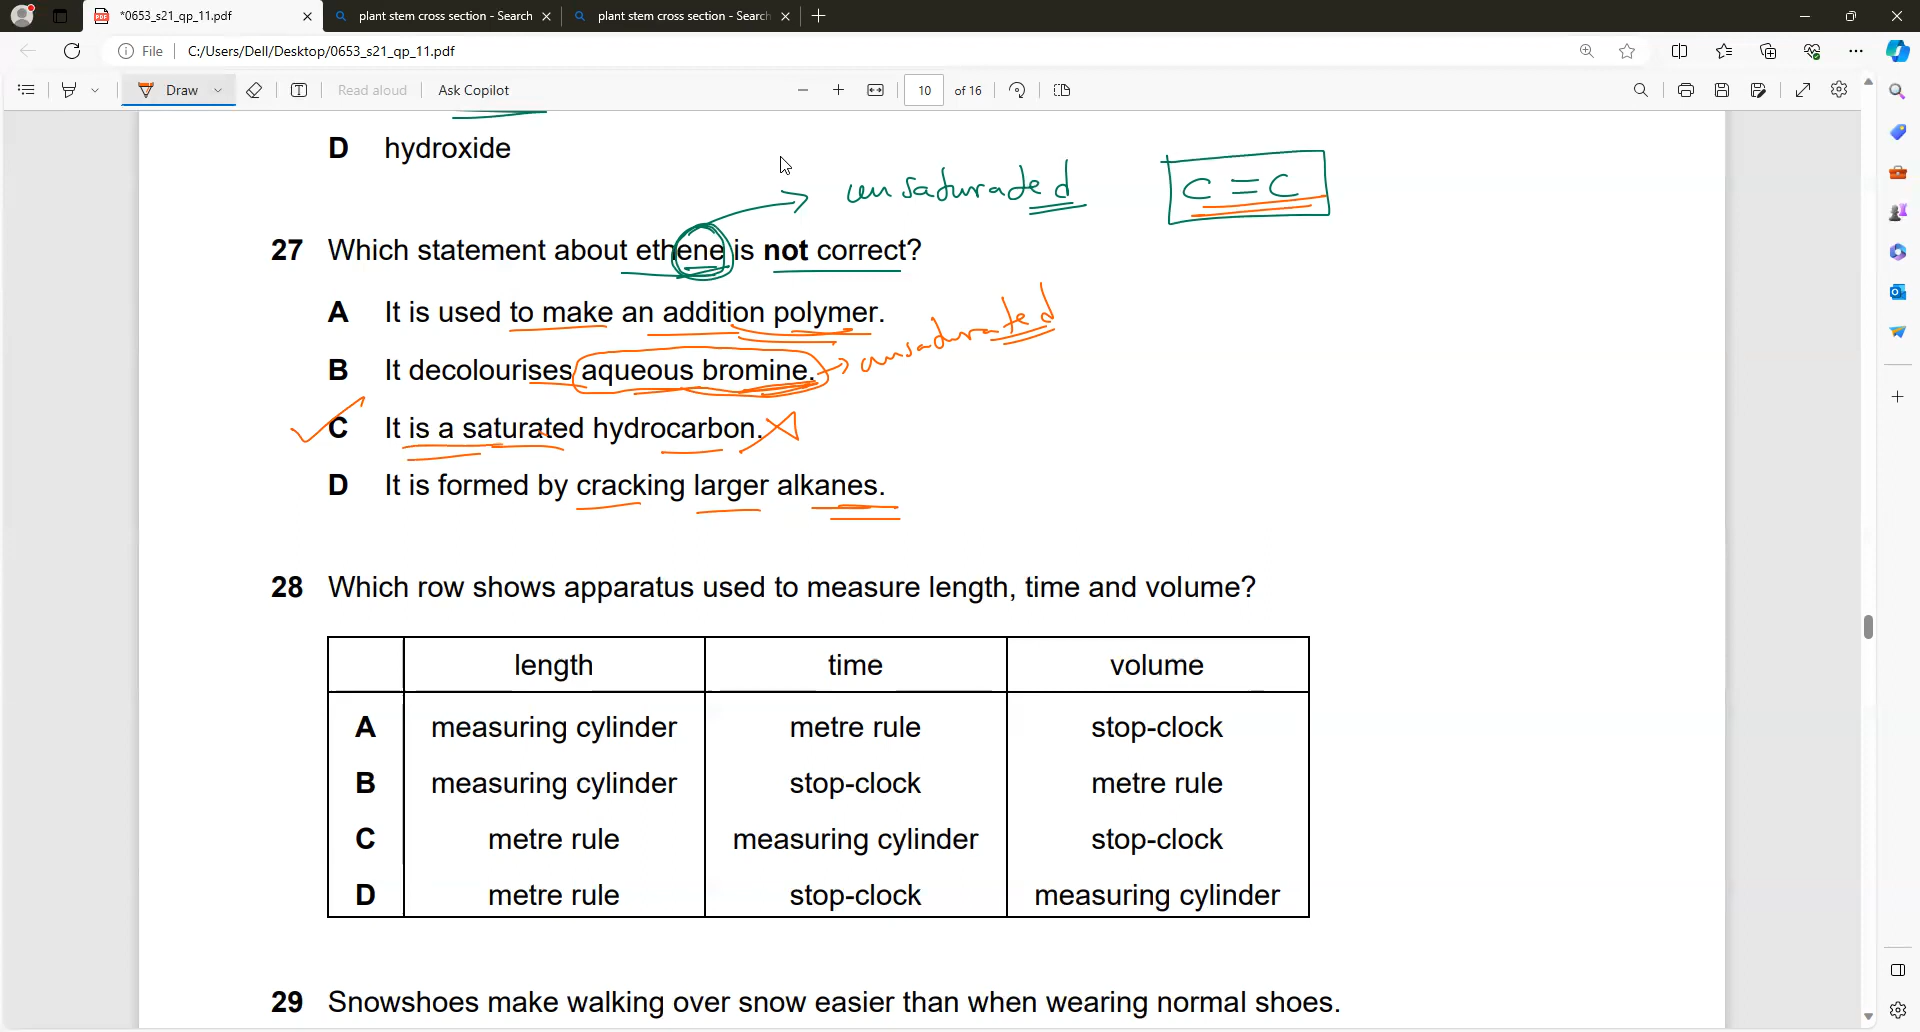 *0653_s21_qp_11.pdf
plant stem cross section - Search
plant stem cross section - Search
File
C:/Users/Dell/Desktop/0653_s21_qp_11.pdf
Draw
Read aloud
Ask Copilot
10
of 16
D hydroxide
unsaturated
C = C
27 Which statement about ethene is not correct?
A It is used to make an addition polymer.
B It decolourises aqueous bromine.
unsaturated
C It is a saturated hydrocarbon.
D It is formed by cracking larger alkanes.
28 Which row shows apparatus used to measure length, time and volume?
length time volume
A measuring cylinder metre rule stop-clock
B measuring cylinder stop-clock metre rule
C metre rule measuring cylinder stop-clock
D metre rule stop-clock measuring cylinder
29 Snowshoes make walking over snow easier than when wearing normal shoes.